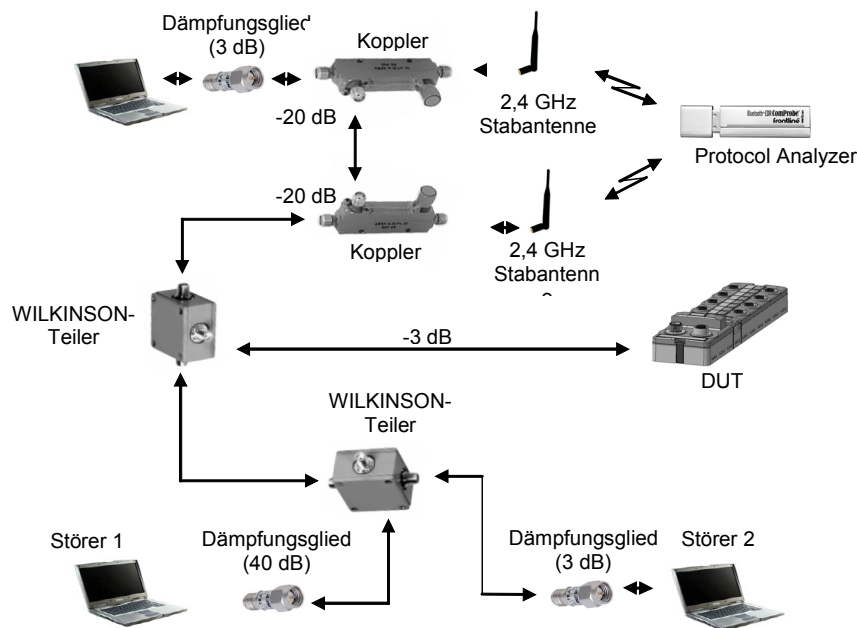 Dämpfungsglied
(3 dB)
Koppler
-20 dB
2,4 GHz
Stabantenne
Protocol Analyzer
-20 dB
Koppler
2,4 GHz
Stabantenn
WILKINSON-
Teiler
-3 dB
DUT
WILKINSON-
Teiler
Störer 1
Dämpfungsglied
(40 dB)
Dämpfungsglied
(3 dB)
Störer 2